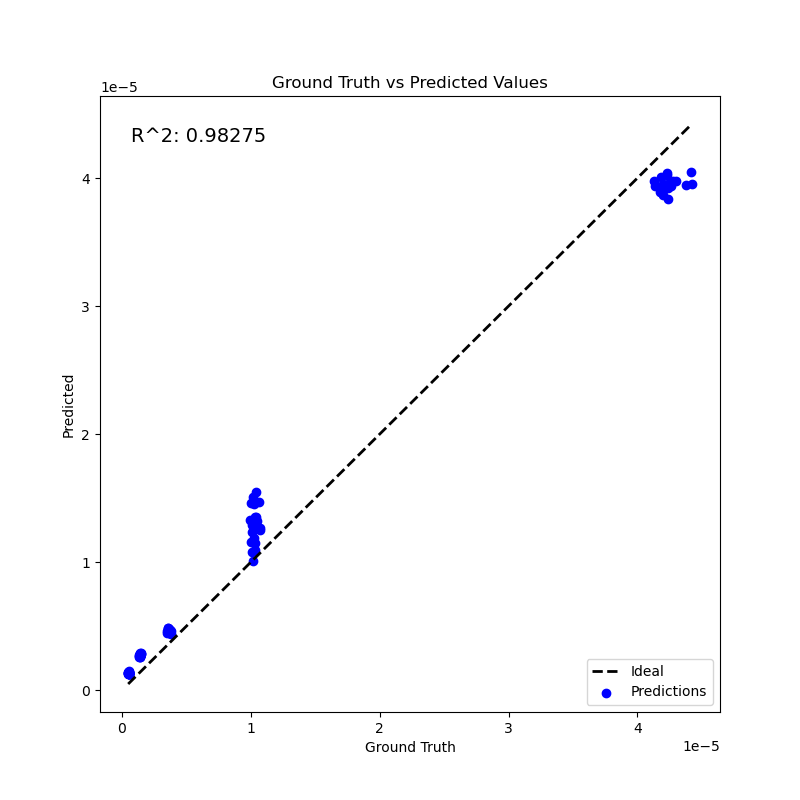 Ground Truth vs Predicted Values
1e−5
R^2: 0.98275
4
3
2
1
0
Predicted
Ideal
Predictions
0 1 2 3 4
Ground Truth
1e−5